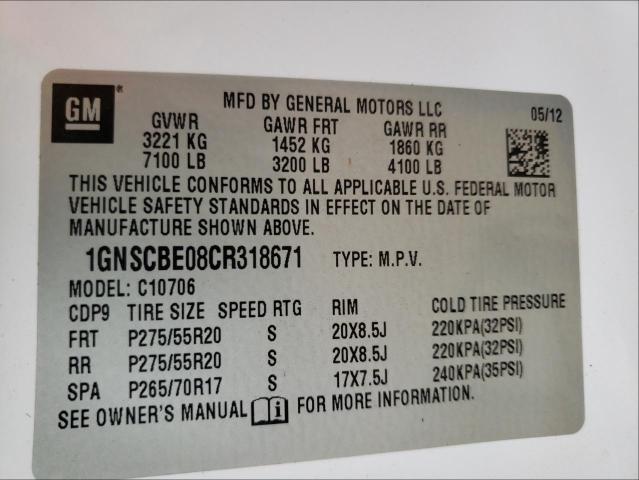 GM ®
MFD BY GENERAL MOTORS LLC 05/12
GVWR GAWR FRT GAWR RR
3221 KG 1452 KG 1860 KG
7100 LB 3200 LB 4100 LB
THIS VEHICLE CONFORMS TO ALL APPLICABLE U.S. FEDERAL MOTOR
VEHICLE SAFETY STANDARDS IN EFFECT ON THE DATE OF
MANUFACTURE SHOWN ABOVE.
1GNSCBE08CR318671 TYPE: M.P.V.
MODEL: C10706
CDP9 TIRE SIZE SPEED RTG RIM COLD TIRE PRESSURE
FRT P275/55R20 S 20X8.5J 220KPA(32PSI)
RR P275/55R20 S 20X8.5J 220KPA(32PSI)
SPA P265/70R17 S 17X7.5J 240KPA(35PSI)
SEE OWNER'S MANUAL i FOR MORE INFORMATION.